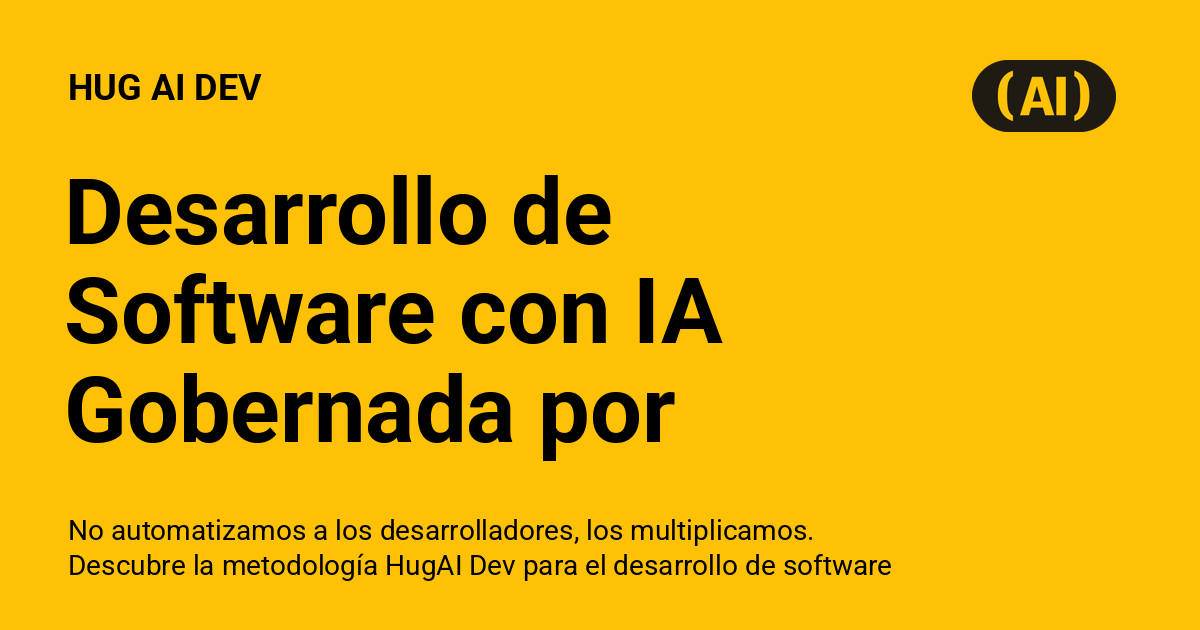 HUG AI DEV
(AI)
Desarrollo de
Software con IA
Gobernada por
No automatizamos a los desarrolladores, los multiplicamos.
Descubre la metodología HugAI Dev para el desarrollo de software